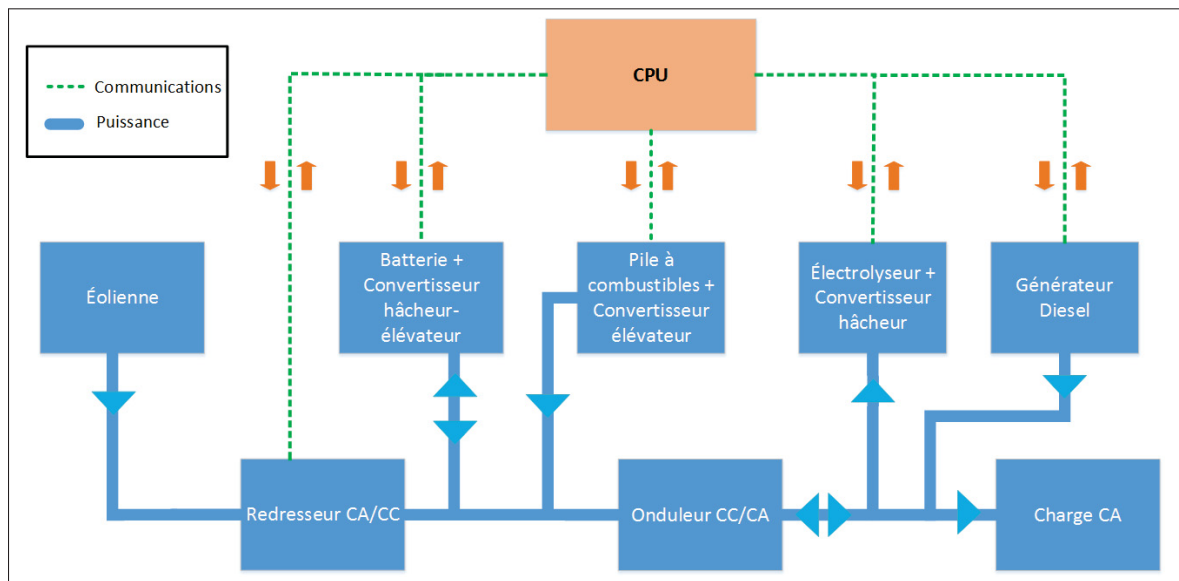 CPU
Communications
Puissance
Éolienne
Batterie +
Convertisseur
hâcheur-
élévateur
Pile à
combustibles +
Convertisseur
élévateur
Électrolyseur +
Convertisseur
hâcheur
Générateur
Diesel
Redresseur CA/CC
Onduleur CC/CA
Charge CA